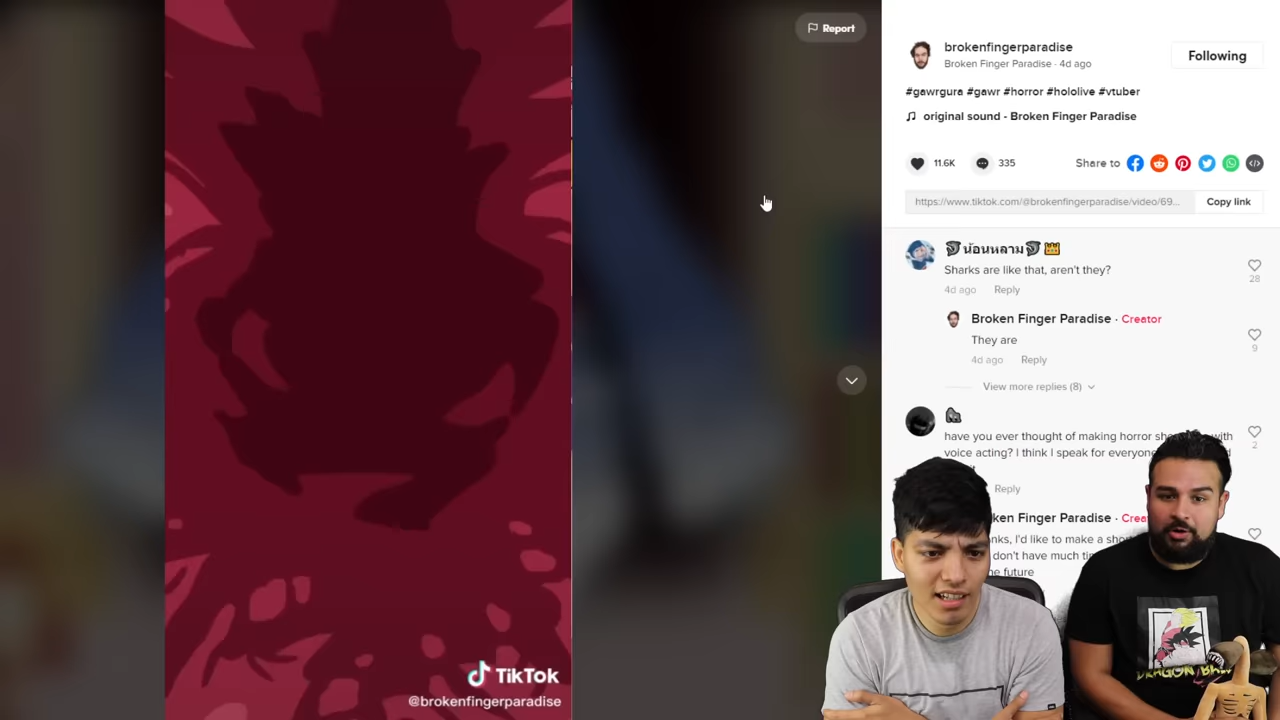 Report
brokenfingerparadise
Broken Finger Paradise · 4d ago
Following
#gawrgura #gawr #horror #hololive #vtuber
original sound - Broken Finger Paradise
11.6K
335
Share to
https://www.tiktok.com/@brokenfingerparadise/video/69...
Copy link
น้อนหลาม
Sharks are like that, aren't they?
28
4d ago Reply
Broken Finger Paradise · Creator
They are
9
4d ago Reply
View more replies (8)
have you ever thought of making horror with
voice acting? I think I speak for everyone
2
Reply
Finger Paradise
I'd like to make a
don't have much
future
TikTok
@brokenfingerparadise
DRAGON